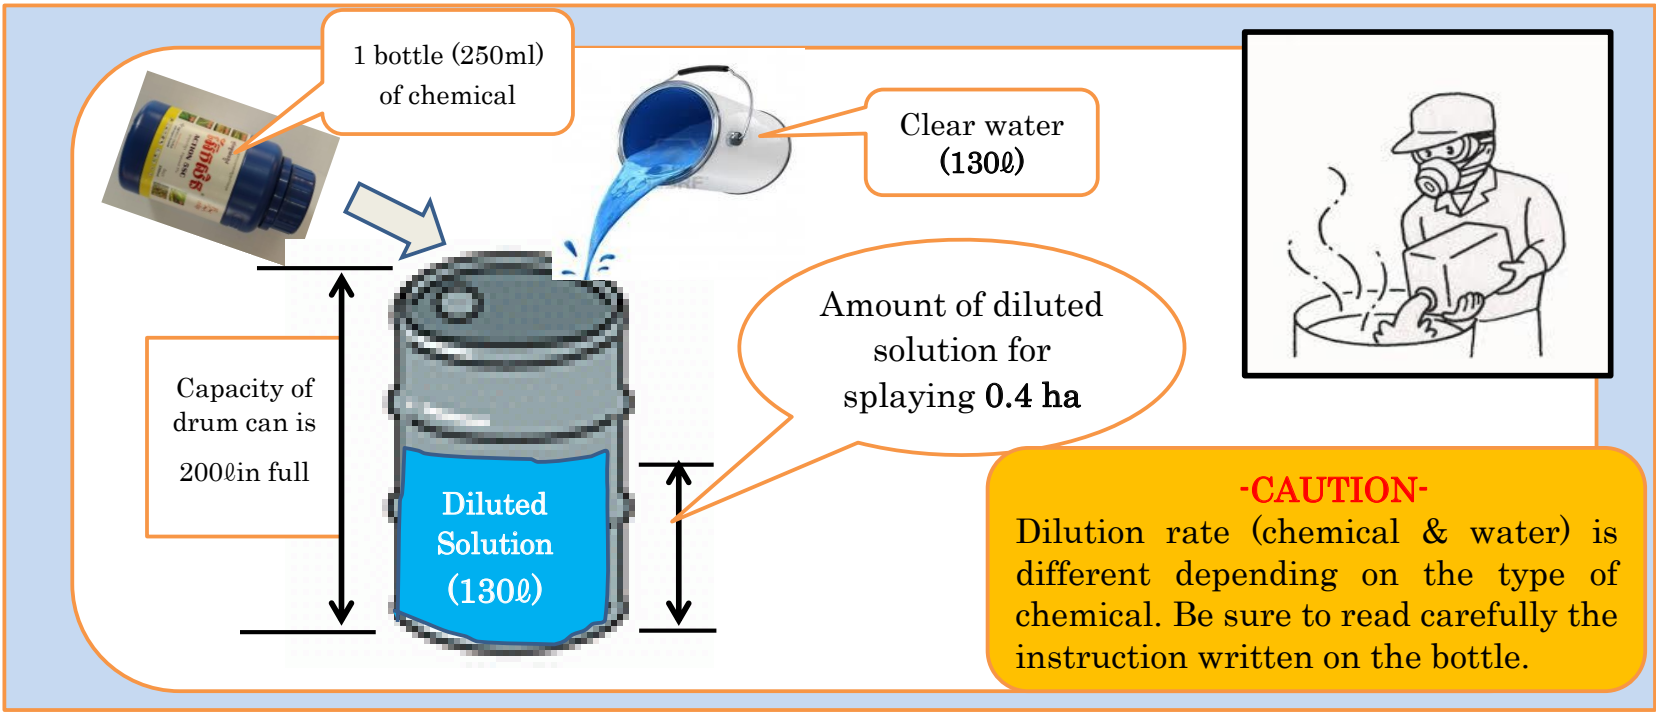 1 bottle (250ml)
of chemical
Clear water
(130ℓ)
ACTION 5SC
Amount of diluted
solution for
splaying 0.4 ha
Capacity of
drum can is
200ℓin full
Diluted
Solution
(130ℓ)
-CAUTION-
Dilution rate (chemical & water) is
different depending on the type of
chemical. Be sure to read carefully the
instruction written on the bottle.